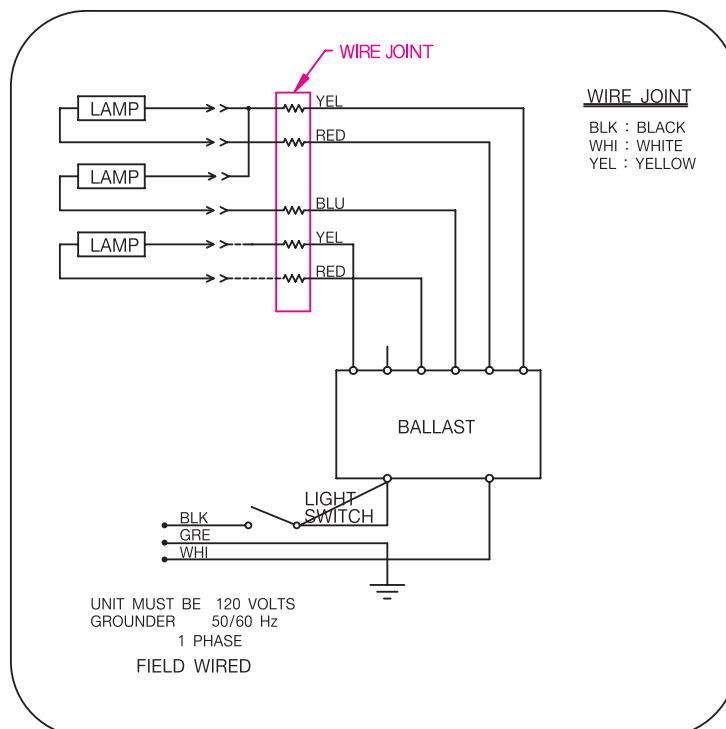 WIRE JOINT
LAMP
YEL
RED
LAMP
BLU
LAMP
YEL
RED
WIRE JOINT
BLK : BLACK
WHI : WHITE
YEL : YELLOW
BALLAST
LIGHT
SWITCH
BLK
GRE
WHI
UNIT MUST BE 120 VOLTS
GROUNDER 50/60 Hz
1 PHASE
FIELD WIRED